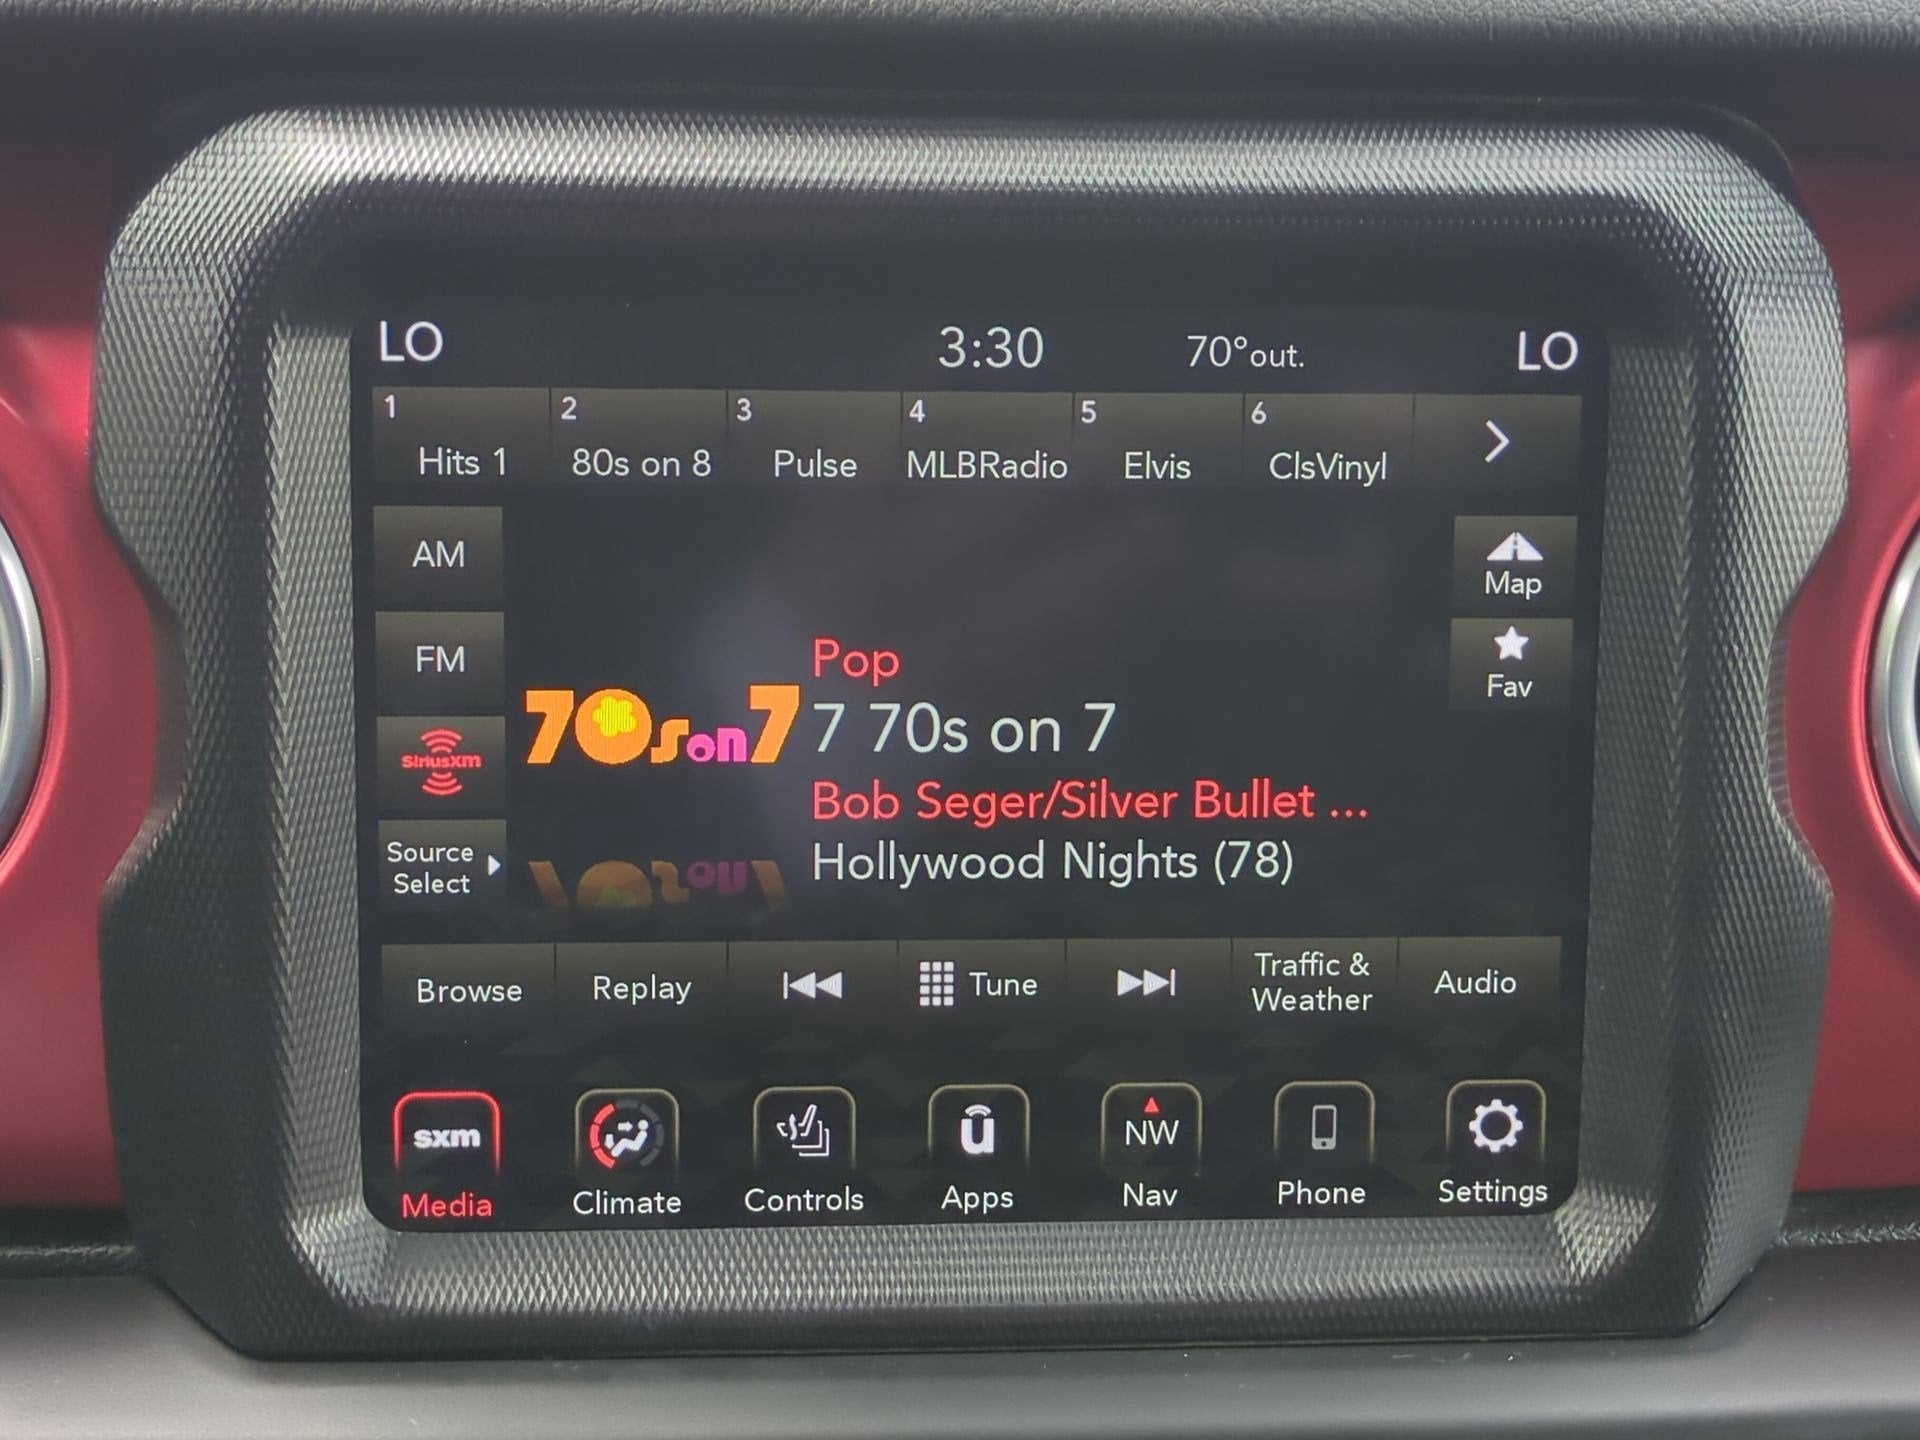 LO 3:30 70°out. LO
1 2 3 4 5 6
Hits 1 80s on 8 Pulse MLBRadio Elvis ClsVinyl
AM
FM
SiriusXM
Source
Select
Map
Fav
70s on 7
Pop
7 70s on 7
Bob Seger/Silver Bullet ...
Hollywood Nights (78)
Browse Replay Tune Traffic &
Weather Audio
sxm u NW
Media Climate Controls Apps Nav Phone Settings